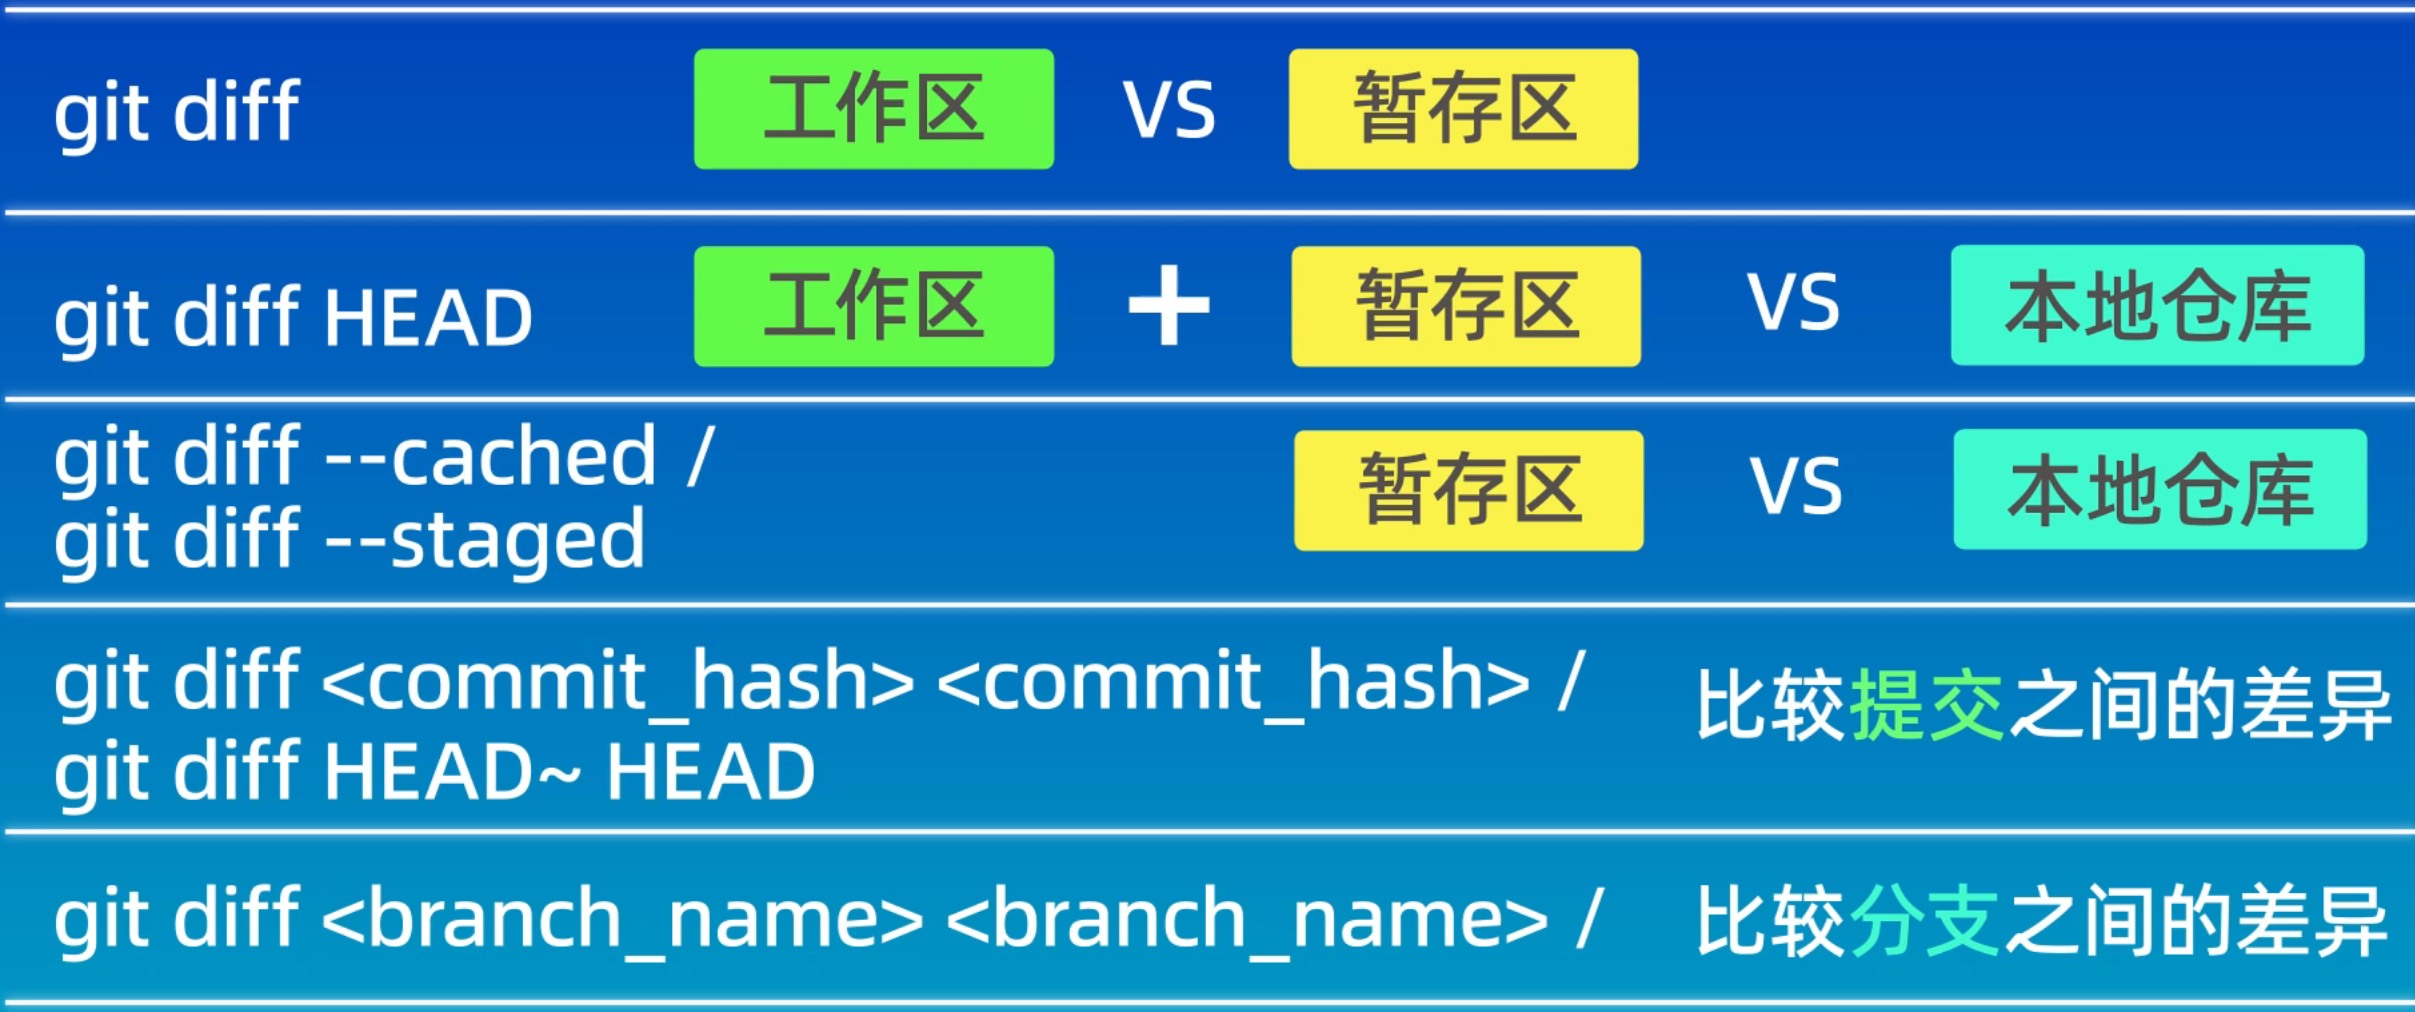 git diff 工作区 VS 暂存区
git diff HEAD 工作区 + 暂存区 VS 本地仓库
git diff --cached /
git diff --staged
暂存区 VS 本地仓库
git diff <commit_hash> <commit_hash> /
git diff HEAD~ HEAD
比较提交之间的差异
git diff <branch_name> <branch_name> /
比较分支之间的差异